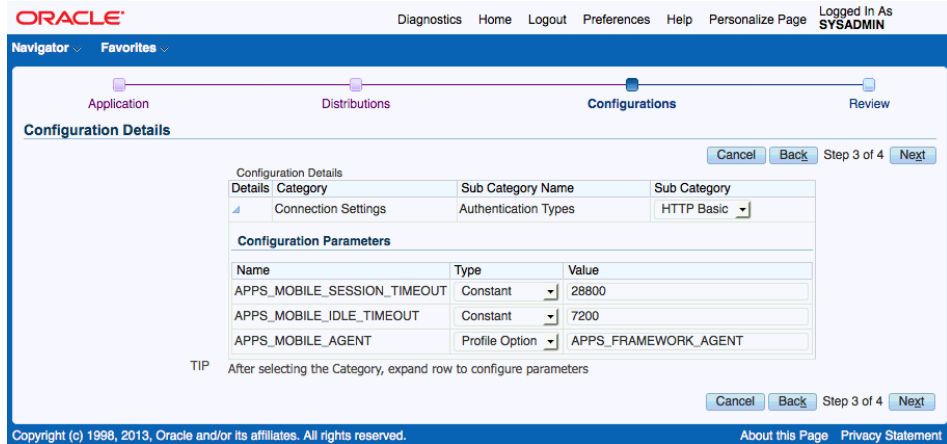 ORACLE
Diagnostics Home Logout Preferences Help Personalize Page Logged In As SYSADMIN
Navigator Favorites
Application Distributions Configurations Review
Configuration Details
Cancel Back Step 3 of 4 Next
Configuration Details
Details Category Sub Category Name Sub Category
Connection Settings Authentication Types HTTP Basic
Configuration Parameters
Name Type Value
APPS_MOBILE_SESSION_TIMEOUT Constant 28800
APPS_MOBILE_IDLE_TIMEOUT Constant 7200
APPS_MOBILE_AGENT Profile Option APPS_FRAMEWORK_AGENT
TIP After selecting the Category, expand row to configure parameters
Cancel Back Step 3 of 4 Next
Copyright (c) 1998, 2013, Oracle and/or its affiliates. All rights reserved. About this Page Privacy Statement